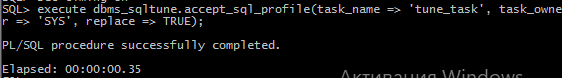 SQL> execute dbms_sqltune.accept_sql_profile(task_name => 'tune_task', task_owne
r => 'SYS', replace => TRUE);
PL/SQL procedure successfully completed.
Elapsed: 00:00:00.35
Активация Windows